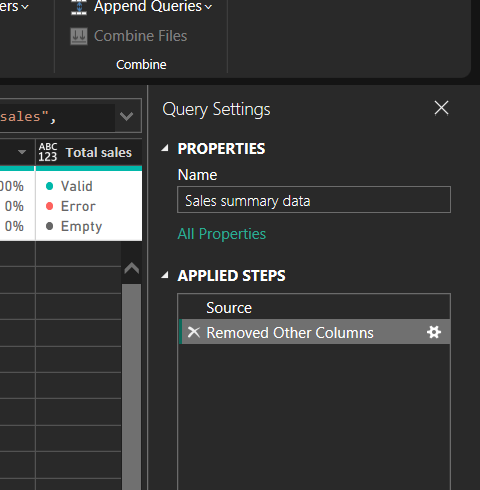 ers
Append Queries
Combine Files
Combine
sales",
Query Settings
PROPERTIES
Name
Sales summary data
All Properties
APPLIED STEPS
Source
Removed Other Columns
ABC
123
Total sales
00%
Valid
0%
Error
0%
Empty